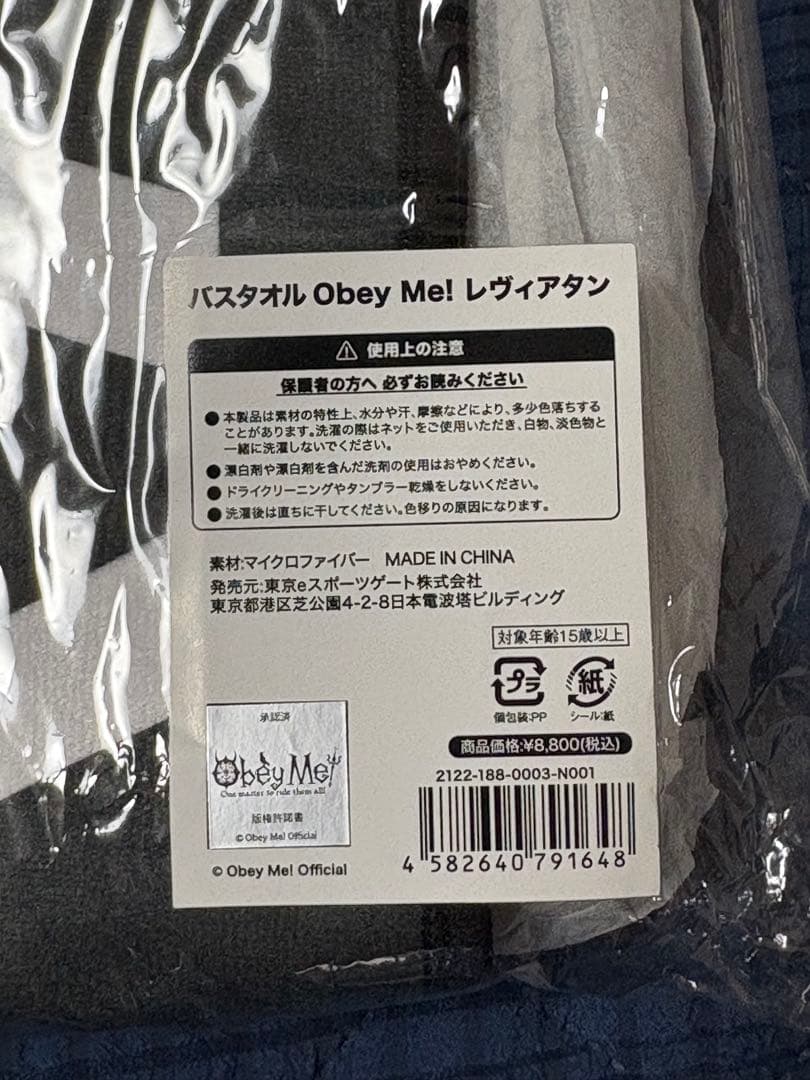 バスタオル Obey Me! レヴィアタン
⚠ 使用上の注意
保護者の方へ 必ずお読みください
● 本製品は素材の特性上、水分や汗、摩擦などにより、多少色落ちする
ことがあります。洗濯の際はネットをご使用いただき、白物、淡色物と
一緒に洗濯しないでください。
● 漂白剤や漂白剤を含んだ洗剤の使用はおやめください。
● ドライクリーニングやタンブラー乾燥をしないください。
● 洗濯後は直ちに干してください。色移りの原因になります。
素材:マイクロファイバー MADE IN CHINA
発売元:東京eスポーツゲート株式会社
東京都港区芝公園4-2-8日本電波塔ビルディング
対象年齢15歳以上
プラ 紙
個包装:PP シール:紙
商品価格:¥8,800(税込)
2122-188-0003-N001
4 582640 791648
承認済
Obey Me!
One master to rule them all!
版権許諾書
© Obey Me! Official
© Obey Me! Official